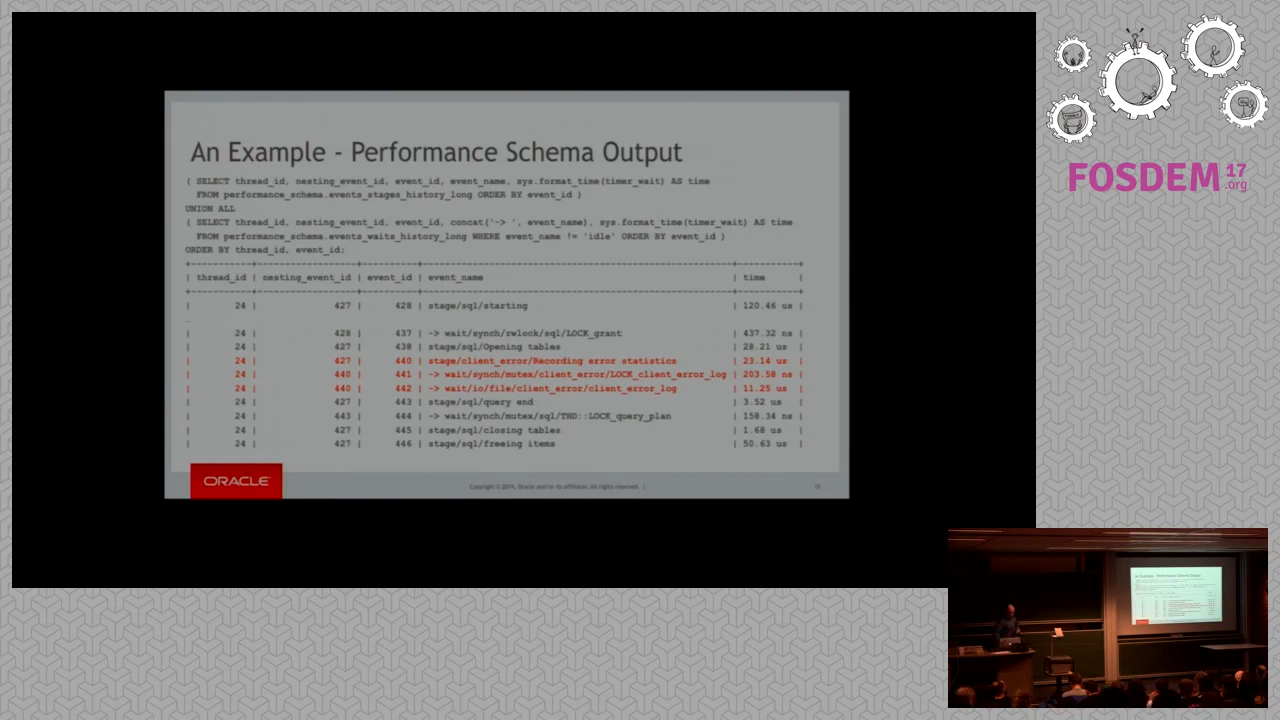 An Example - Performance Schema Output
( SELECT thread_id, nesting_event_id, event_id, event_name, sys.format_time(timer_wait) AS time
FROM performance_schema.events_stages_history_long ORDER BY event_id )
UNION ALL
( SELECT thread_id, nesting_event_id, event_id, concat('-> ', event_name), sys.format_time(timer_wait) AS time
FROM performance_schema.events_waits_history_long WHERE event_name != 'idle' ORDER BY event_id )
ORDER BY thread_id, event_id;
+-----------+------------------+----------+---------------------------------------------------------+-----------+
| thread_id | nesting_event_id | event_id | event_name | time |
+-----------+------------------+----------+---------------------------------------------------------+-----------+
| 24 | 427 | 428 | stage/sql/starting | 120.46 us |
| 24 | 428 | 437 | -> wait/synch/rwlock/sql/LOCK_grant | 437.32 ns |
| 24 | 427 | 438 | stage/sql/Opening tables | 28.21 us |
| 24 | 427 | 440 | stage/client_error/Recording error statistics | 23.14 us |
| 24 | 440 | 441 | -> wait/synch/mutex/client_error/LOCK_client_error_log | 203.58 ns |
| 24 | 440 | 442 | -> wait/io/file/client_error/client_error_log | 11.25 us |
| 24 | 427 | 443 | stage/sql/query end | 3.52 us |
| 24 | 443 | 444 | -> wait/synch/mutex/sql/THD::LOCK_query_plan | 158.34 ns |
| 24 | 427 | 445 | stage/sql/closing tables | 1.68 us |
| 24 | 427 | 446 | stage/sql/freeing items | 50.63 us |
ORACLE
Copyright © 2014, Oracle and/or its affiliates. All rights reserved. |
FOSDEM 17
.org